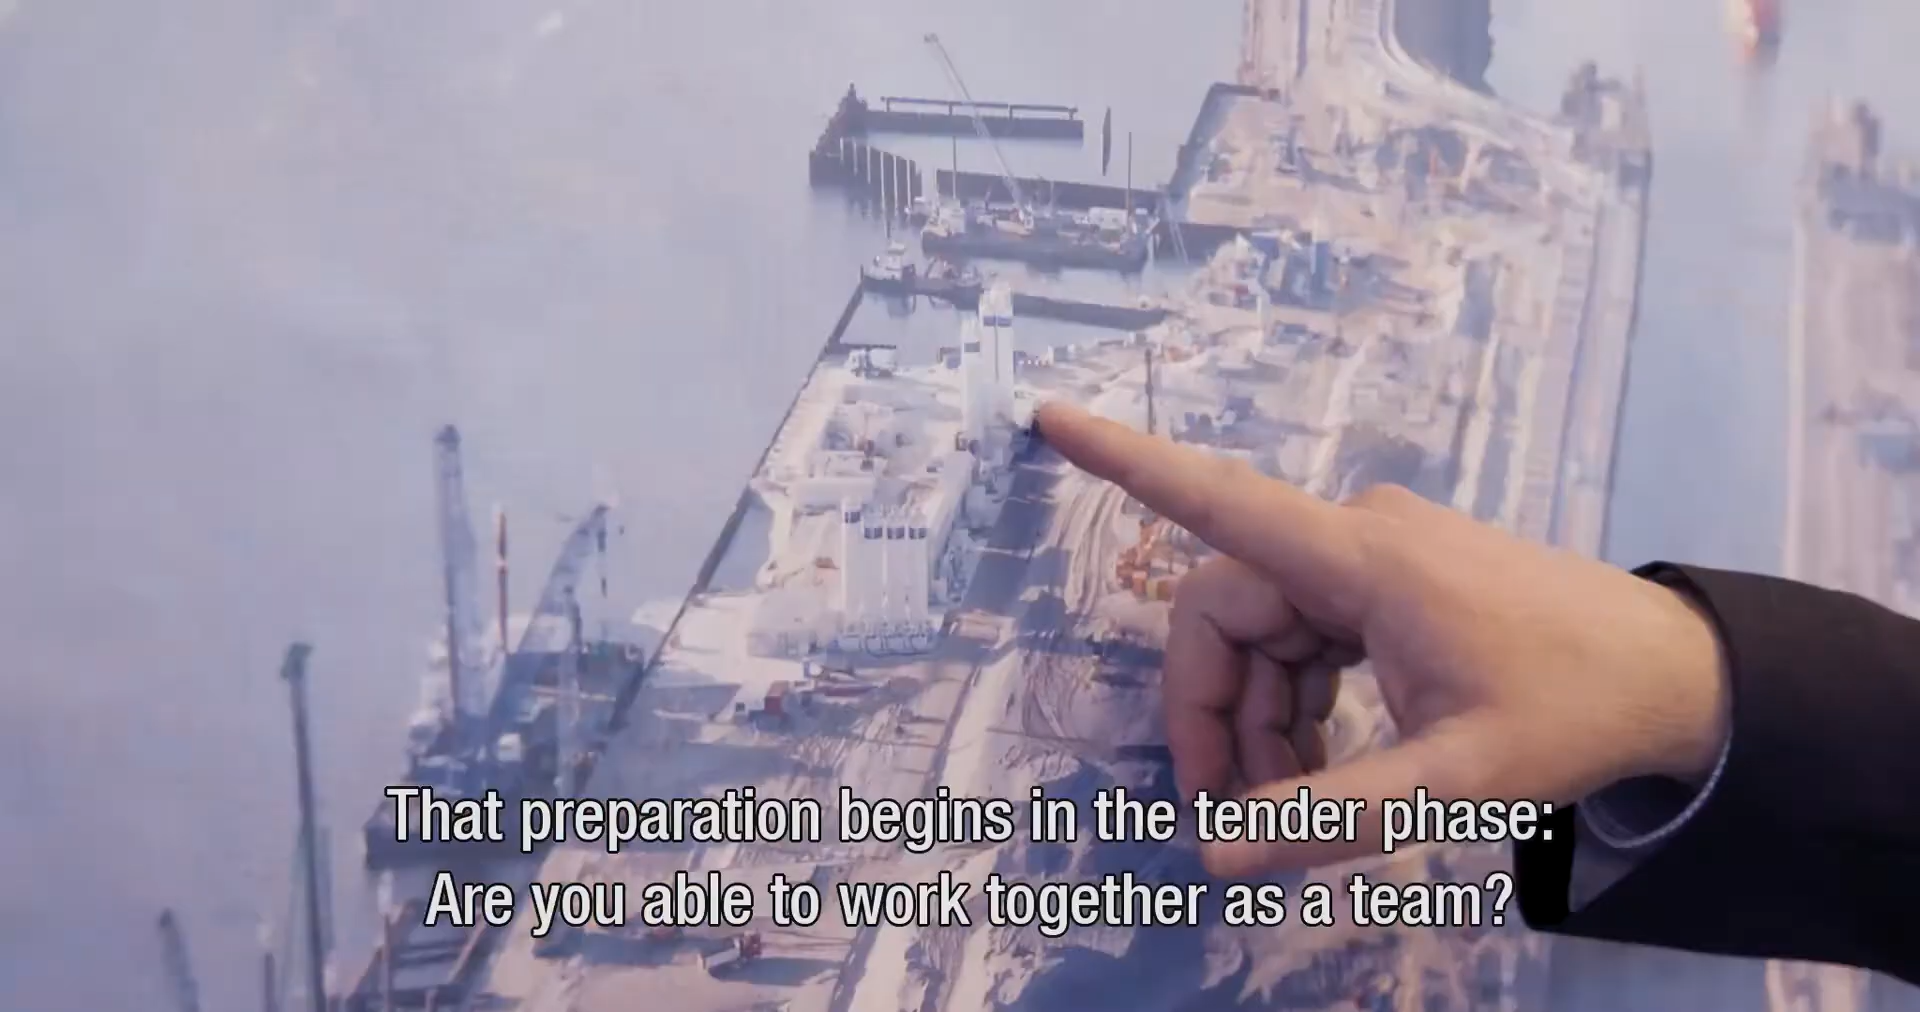 That preparation begins in the tender phase:
Are you able to work together as a team?